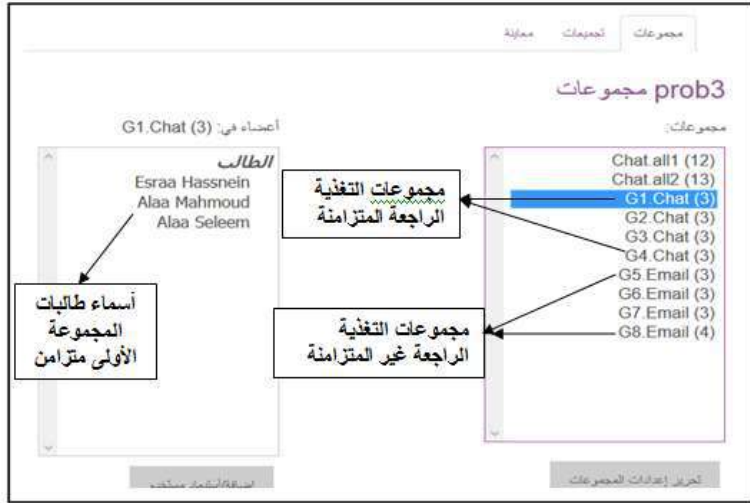 مجموعات تجميعات معاينة
prob3 مجموعات
مجموعات:
Chat.all1 (12)
Chat.all2 (13)
G1.Chat (3)
G2.Chat (3)
G3.Chat (3)
G4.Chat (3)
G5.Email (3)
G6.Email (3)
G7.Email (3)
G8.Email (4)
تحرير إعدادات المجموعات
أعضاء في: G1.Chat (3)
الطالب
Esraa Hassnein
Alaa Mahmoud
Alaa Seleem
مجموعات التغذية
الراجعة المتزامنة
مجموعات التغذية
الراجعة غير المتزامنة
أسماء طالبات
المجموعة
الأولى متزامن